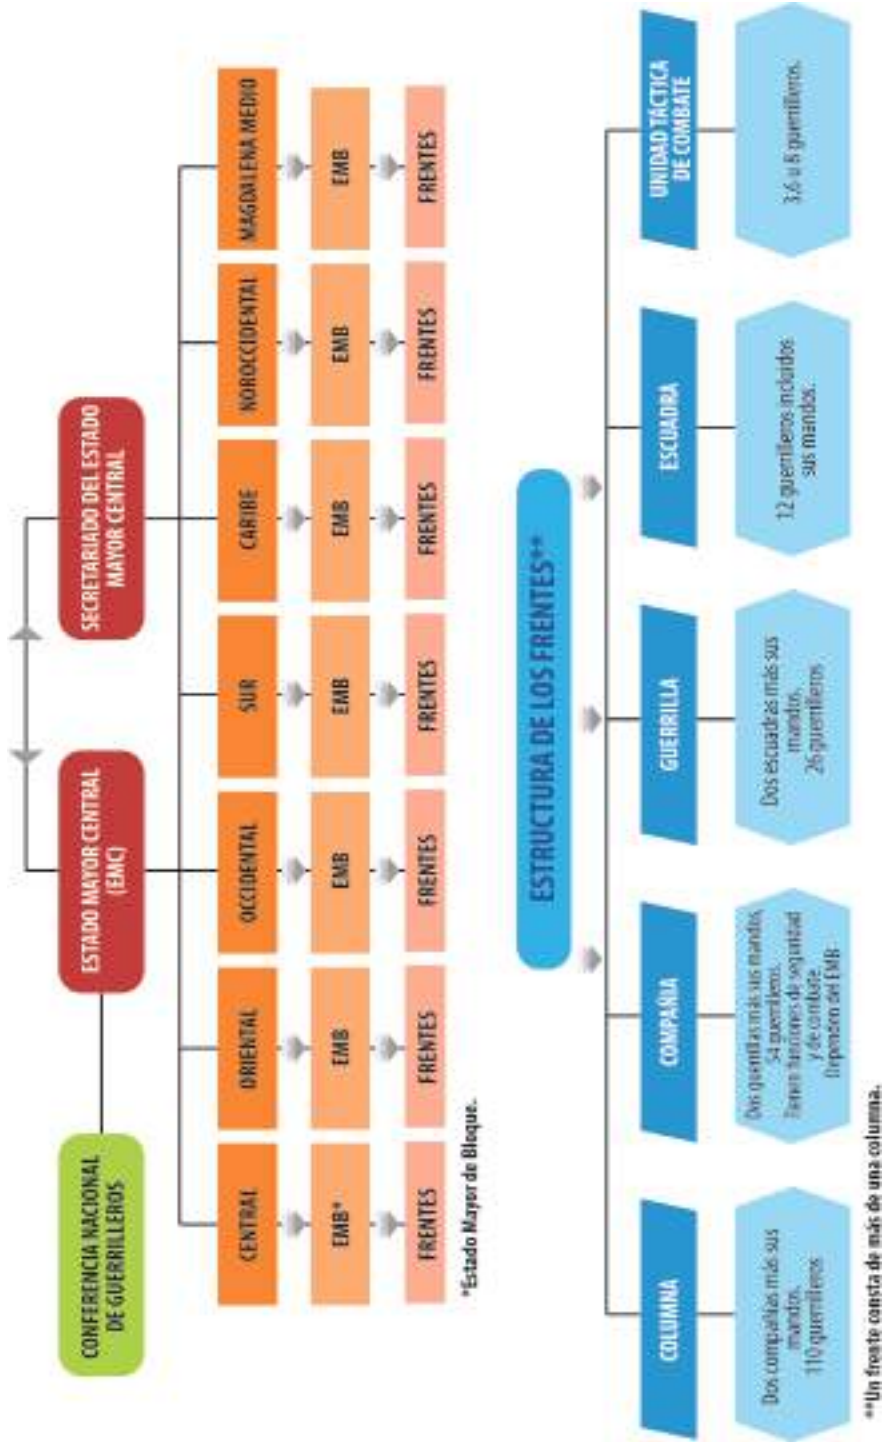 CONFERENCIA NACIONAL
DE GUERRILLEROS
ESTADO MAYOR CENTRAL
(EMC)
SECRETARIADO DEL ESTADO
MAYOR CENTRAL
CENTRAL
ORIENTAL
OCCIDENTAL
SUR
CARIBE
NOROCCIDENTAL
MAGDALENA MEDIO
EMB*
EMB
EMB
EMB
EMB
EMB
EMB
FRENTES
FRENTES
FRENTES
FRENTES
FRENTES
FRENTES
FRENTES
*Estado Mayor de Bloque.
ESTRUCTURA DE LOS FRENTES**
COLUMNA
Dos compañías más sus
mandos.
110 guerrilleros
COMPAÑIA
Dos guerrillas más sus mandos,
54 guerrilleros.
Tienen funciones de seguridad
y de combate.
Dependen del EMB
GUERRILLA
Dos escuadras más sus
mandos.
26 guerrilleros
ESCUADRA
12 guerrilleros incluidos
sus mandos.
UNIDAD TÁCTICA
DE COMBATE
3,6 u 8 guerrilleros.
**Un frente consta de más de una columna.